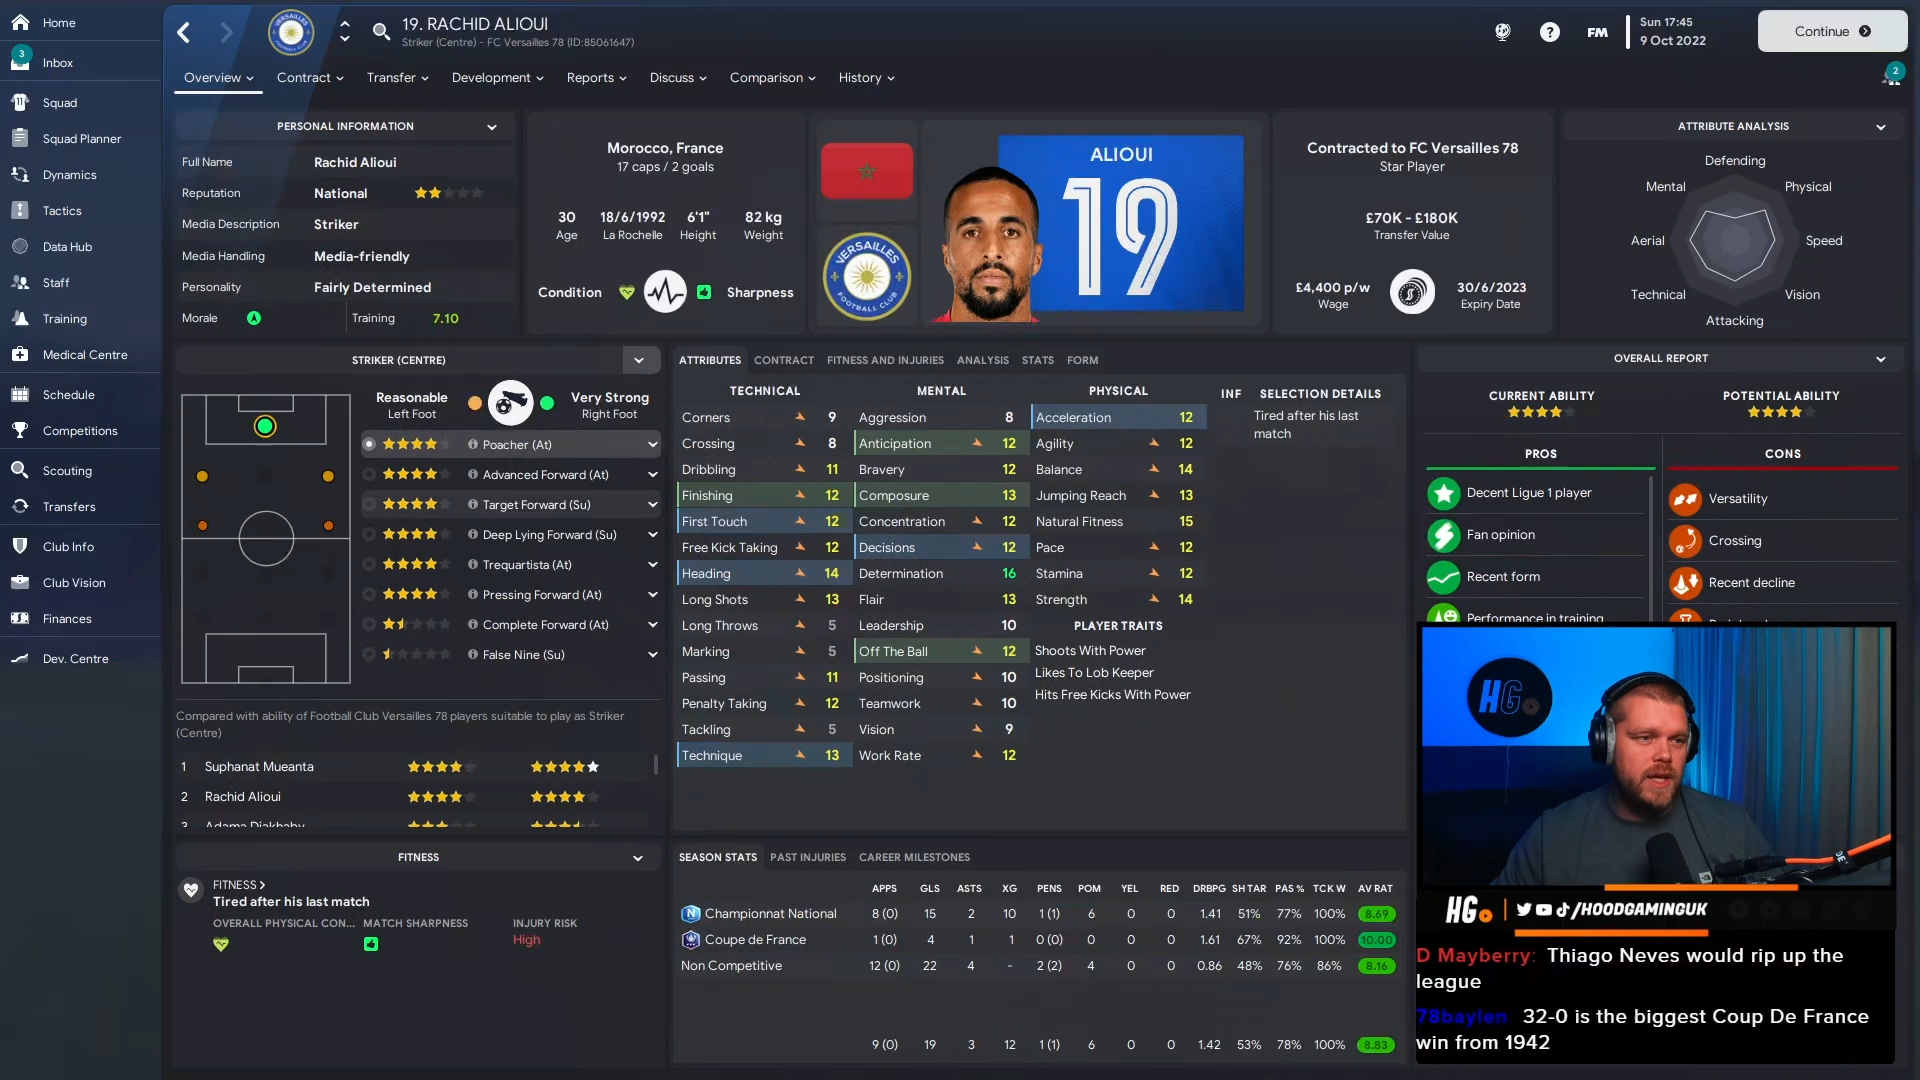 Home
3
Inbox
Squad
Squad Planner
Dynamics
Tactics
Data Hub
Staff
Training
Medical Centre
Schedule
Competitions
Scouting
Transfers
Club Info
Club Vision
Finances
Dev. Centre
19. RACHID ALIOUI
Striker (Centre) - FC Versailles 78 (ID:85061647)
FM
Sun 17:45
9 Oct 2022
Continue
Overview Contract Transfer Development Reports Discuss Comparison History
2
PERSONAL INFORMATION
Full Name Rachid Alioui
Reputation National
Media Description Striker
Media Handling Media-friendly
Personality Fairly Determined
Morale Training 7.10
Morocco, France
17 caps / 2 goals
30 18/6/1992 6'1" 82 kg
Age La Rochelle Height Weight
Condition Sharpness
VERSAILLES
FOOTBALL CLUB
ALIOUI
19
Contracted to FC Versailles 78
Star Player
£70K - £180K
Transfer Value
£4,400 p/w
Wage
30/6/2023
Expiry Date
ATTRIBUTE ANALYSIS
Defending
Mental Physical
Aerial Speed
Technical Vision
Attacking
STRIKER (CENTRE)
Reasonable
Left Foot
Very Strong
Right Foot
Poacher (At)
Advanced Forward (At)
Target Forward (Su)
Deep Lying Forward (Su)
Trequartista (At)
Pressing Forward (At)
Complete Forward (At)
False Nine (Su)
Compared with ability of Football Club Versailles 78 players suitable to play as Striker
(Centre)
1 Suphanat Mueanta
2 Rachid Alioui
3 Adama Diakhaby
ATTRIBUTES CONTRACT FITNESS AND INJURIES ANALYSIS STATS FORM
TECHNICAL MENTAL PHYSICAL
Corners 9 Aggression 8 Acceleration 12
Crossing 8 Anticipation 12 Agility 12
Dribbling 11 Bravery 12 Balance 14
Finishing 12 Composure 13 Jumping Reach 13
First Touch 12 Concentration 12 Natural Fitness 15
Free Kick Taking 12 Decisions 12 Pace 12
Heading 14 Determination 16 Stamina 12
Long Shots 13 Flair 13 Strength 14
Long Throws 5 Leadership 10 PLAYER TRAITS
Marking 5 Off The Ball 12 Shoots With Power
Passing 11 Positioning 10 Likes To Lob Keeper
Penalty Taking 12 Teamwork 10 Hits Free Kicks With Power
Tackling 5 Vision 9
Technique 13 Work Rate 12
INF SELECTION DETAILS
Tired after his last
match
OVERALL REPORT
CURRENT ABILITY POTENTIAL ABILITY
PROS CONS
Decent Ligue 1 player Versatility
Fan opinion Crossing
Recent form Recent decline
Performance in training
FITNESS
FITNESS
Tired after his last match
OVERALL PHYSICAL CON... MATCH SHARPNESS INJURY RISK
High
SEASON STATS PAST INJURIES CAREER MILESTONES
APPS GLS ASTS XG PENS POM YEL RED DRBPG SH TAR PAS % TCK W AV RAT
Championnat National 8 (0) 15 2 10 1 (1) 6 0 0 1.41 51% 77% 100% 8.69
Coupe de France 1 (0) 4 1 1 0 (0) 0 0 0 1.61 67% 92% 100% 10.00
Non Competitive 12 (0) 22 4 - 2 (2) 4 0 0 0.86 48% 76% 86% 8.16
9 (0) 19 3 12 1 (1) 6 0 0 1.42 53% 78% 100% 8.83
HG
HG /HOODGAMINGUK
D Mayberry: Thiago Neves would rip up the
league
78baylen 32-0 is the biggest Coup De France
win from 1942